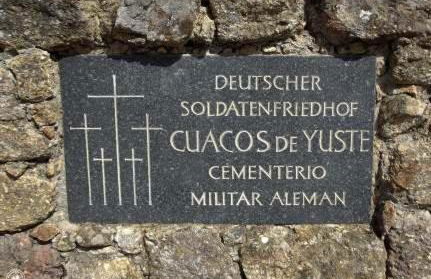 DEUTSCHER
SOLDATENFRIEDHOF
CUACOS DE YUSTE
CEMENTERIO
MILITAR ALEMAN